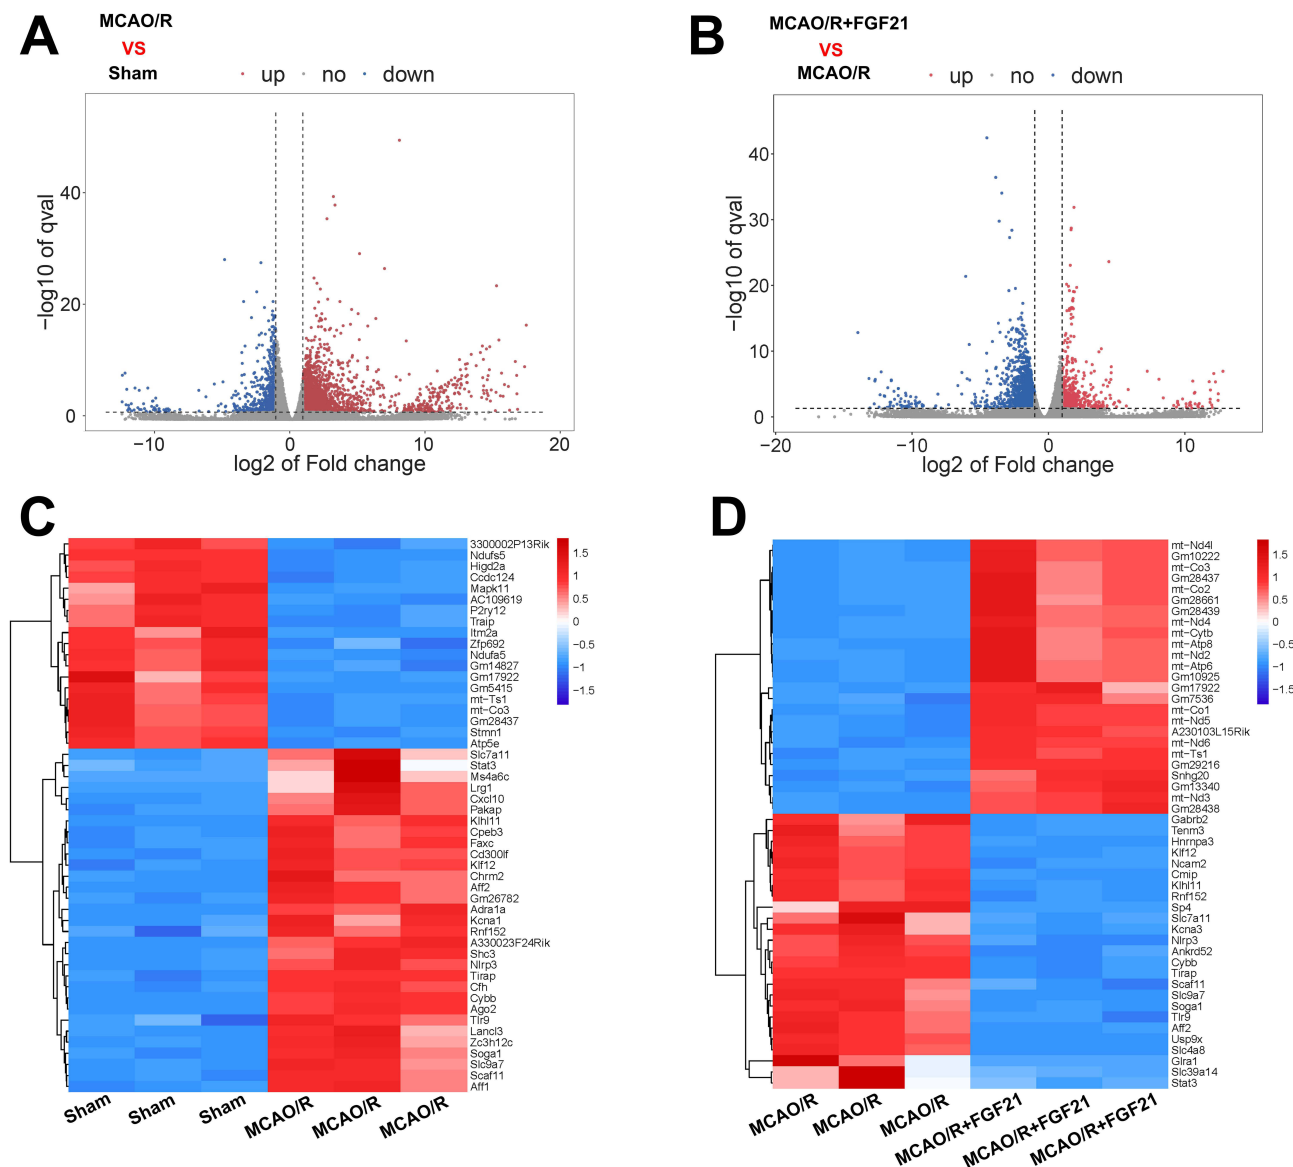 A
MCAO/R
VS
Sham
up no down
−log10 of qval
40
20
0
−10 0 10 20
log2 of Fold change
B
MCAO/R+FGF21
VS
MCAO/R
up no down
−log10 of qval
40
30
20
10
0
−20 −10 0 10
log2 of Fold change
C
3300002P13Rik
Ndufs5
Higd2a
Ccdc124
Mapk11
AC109619
P2ry12
Traip
Itm2a
Zfp692
Ndufa5
Gm14827
Gm17922
Gm5415
mt−Ts1
mt−Co3
Gm28437
Stmn1
Atp5e
Slc7a11
Stat3
Ms4a6c
Lrg1
Cxcl10
Pakap
Klhl11
Cpeb3
Faxc
Cd300lf
Klf12
Chrm2
Aff2
Gm26782
Adra1a
Kcna1
Rnf152
A330023F24Rik
Shc3
Nlrp3
Tirap
Cfh
Cybb
Ago2
Tlr9
Lancl3
Zc3h12c
Soga1
Slc9a7
Scaf11
Aff1
1.5
1
0.5
0
−0.5
−1
−1.5
Sham Sham Sham MCAO/R MCAO/R MCAO/R
D
mt−Nd4l
Gm10222
mt−Co3
Gm28437
mt−Co2
Gm28661
Gm28439
mt−Nd4
mt−Cytb
mt−Atp8
mt−Nd2
mt−Atp6
Gm10925
Gm17922
Gm7536
mt−Co1
mt−Nd5
A230103L15Rik
mt−Nd6
mt−Ts1
Gm29216
Snhg20
Gm13340
mt−Nd3
Gm28438
Gabrb2
Tenm3
Hnrnpa3
Klf12
Ncam2
Cmip
Klhl11
Rnf152
Sp4
Slc7a11
Kcna3
Nlrp3
Ankrd52
Cybb
Tirap
Scaf11
Slc9a7
Soga1
Tlr9
Aff2
Usp9x
Slc4a8
Glra1
Slc39a14
Stat3
1.5
1
0.5
0
−0.5
−1
−1.5
MCAO/R MCAO/R MCAO/R MCAO/R+FGF21 MCAO/R+FGF21 MCAO/R+FGF21